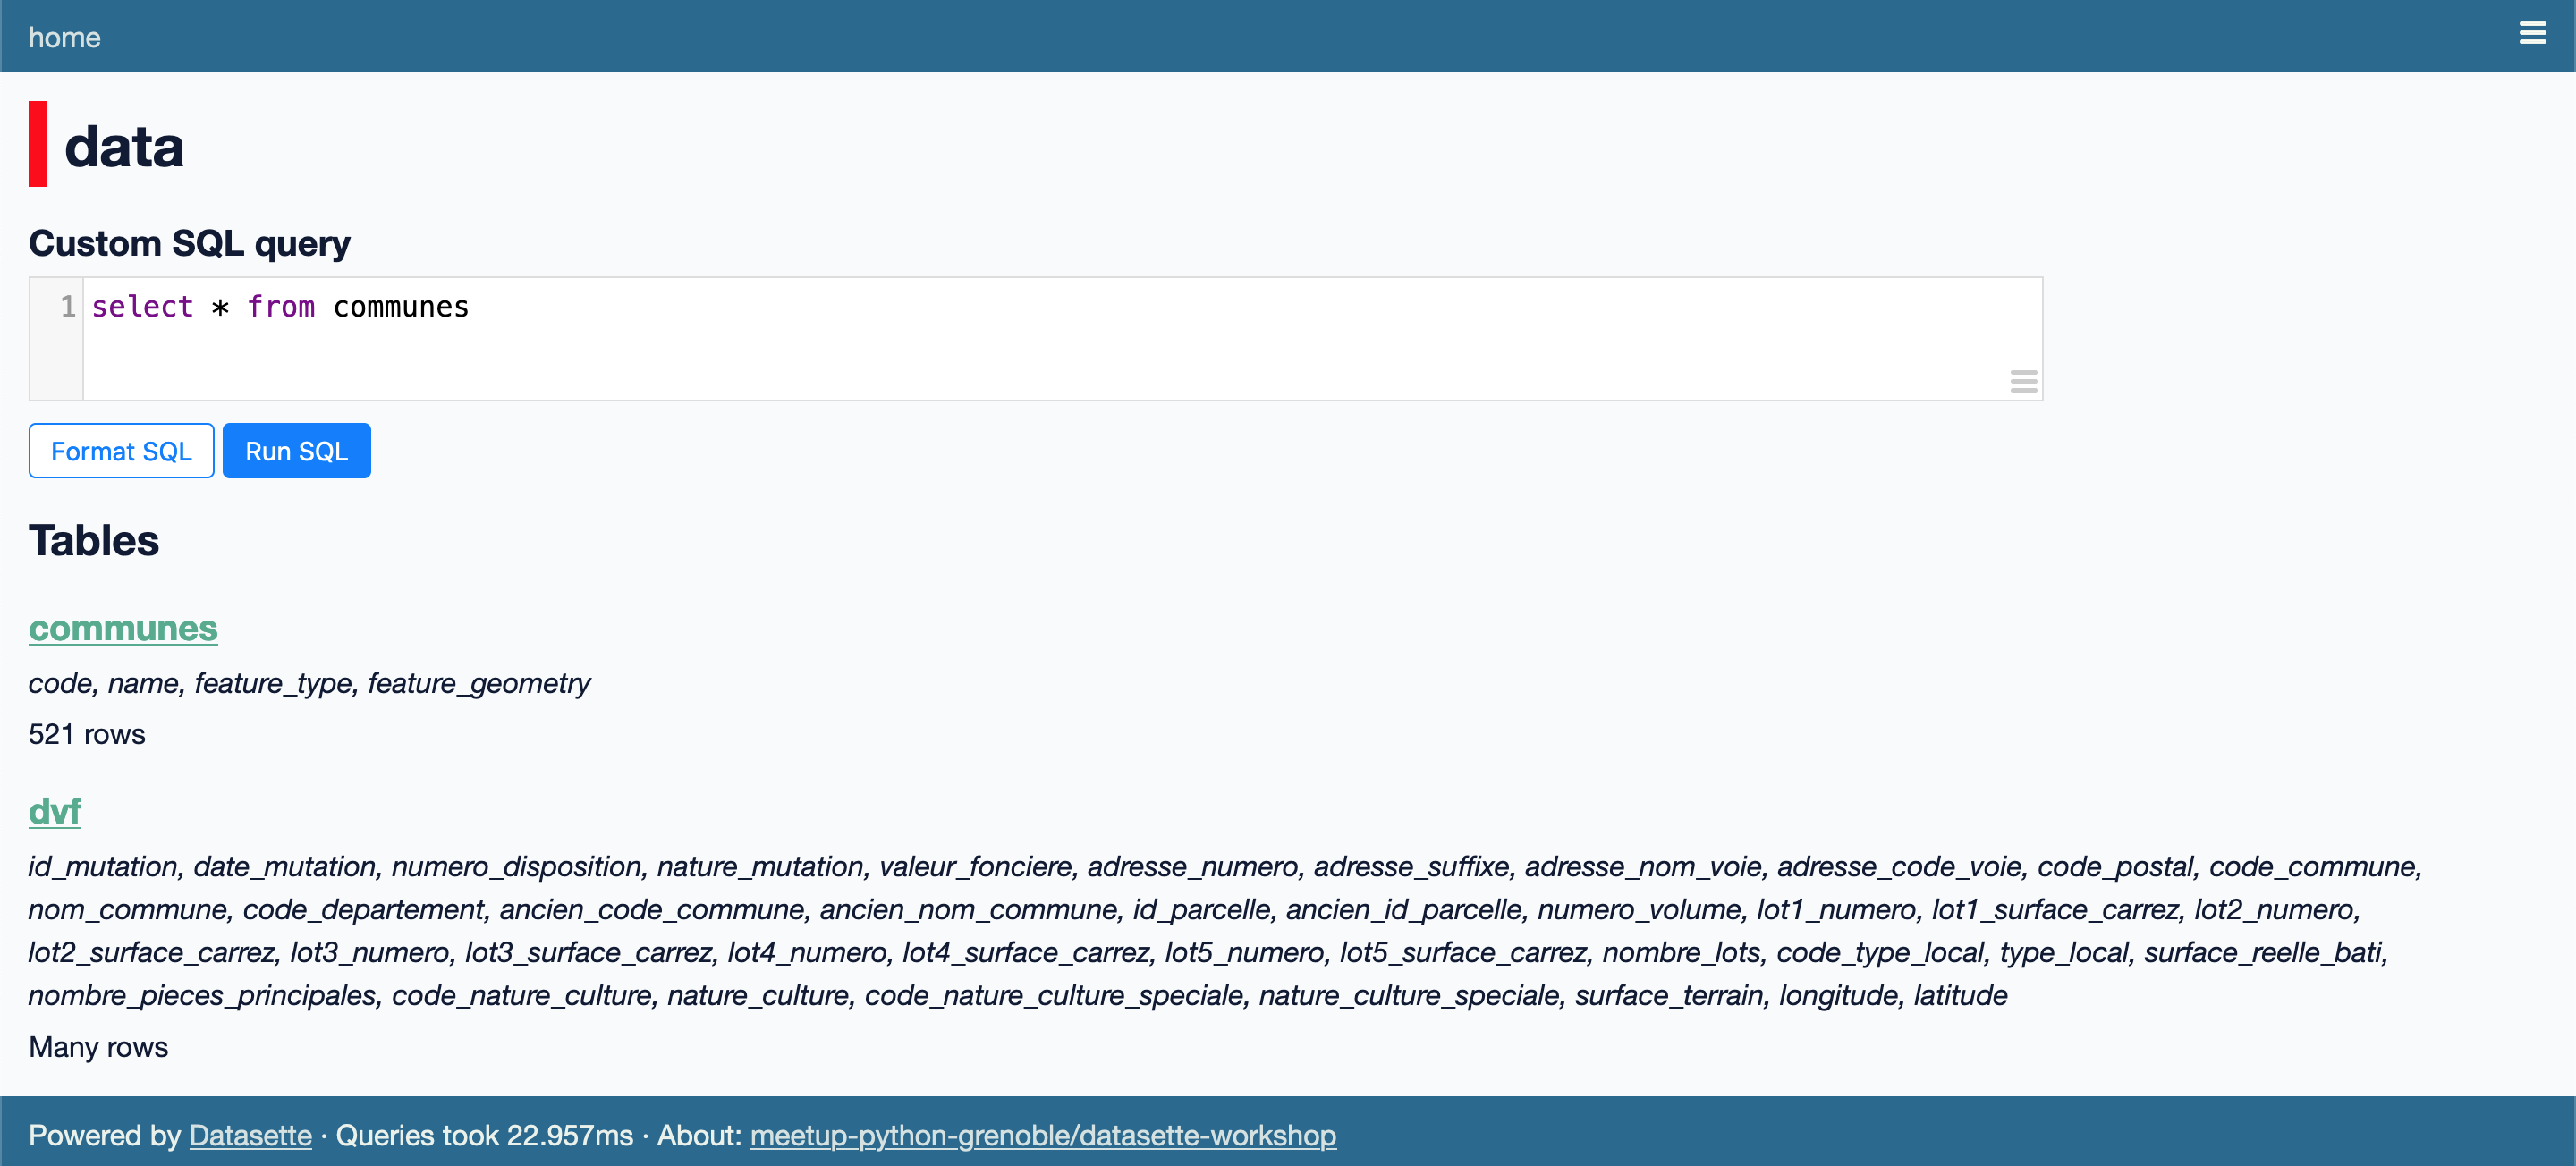 home
data
Custom SQL query
1 select * from communes
Format SQL Run SQL
Tables
communes
code, name, feature_type, feature_geometry
521 rows
dvf
id_mutation, date_mutation, numero_disposition, nature_mutation, valeur_fonciere, adresse_numero, adresse_suffixe, adresse_nom_voie, adresse_code_voie, code_postal, code_commune,
nom_commune, code_departement, ancien_code_commune, ancien_nom_commune, id_parcelle, ancien_id_parcelle, numero_volume, lot1_numero, lot1_surface_carrez, lot2_numero,
lot2_surface_carrez, lot3_numero, lot3_surface_carrez, lot4_numero, lot4_surface_carrez, lot5_numero, lot5_surface_carrez, nombre_lots, code_type_local, type_local, surface_reelle_bati,
nombre_pieces_principales, code_nature_culture, nature_culture, code_nature_culture_speciale, nature_culture_speciale, surface_terrain, longitude, latitude
Many rows
Powered by Datasette · Queries took 22.957ms · About: meetup-python-grenoble/datasette-workshop